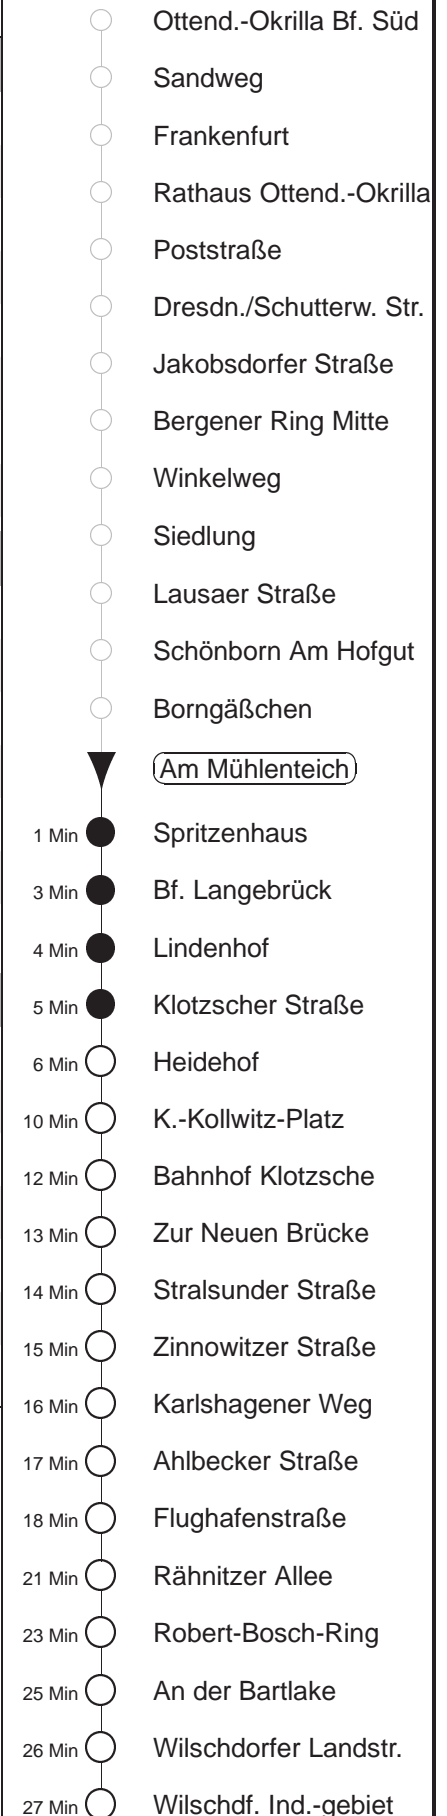 Ottend.-Okrilla Bf. Süd
Sandweg
Frankenfurt
Rathaus Ottend.-Okrilla
Poststraße
Dresdn./Schutterw. Str.
Jakobsdorfer Straße
Bergener Ring Mitte
Winkelweg
Siedlung
Lausaer Straße
Schönborn Am Hofgut
Borngäßchen
Am Mühlenteich
1 Min Spritzenhaus
3 Min Bf. Langebrück
4 Min Lindenhof
5 Min Klotzscher Straße
6 Min Heidehof
10 Min K.-Kollwitz-Platz
12 Min Bahnhof Klotzsche
13 Min Zur Neuen Brücke
14 Min Stralsunder Straße
15 Min Zinnowitzer Straße
16 Min Karlshagener Weg
17 Min Ahlbecker Straße
18 Min Flughafenstraße
21 Min Rähnitzer Allee
23 Min Robert-Bosch-Ring
25 Min An der Bartlake
26 Min Wilschdorfer Landstr.
27 Min Wilschdf. Ind.-gebiet